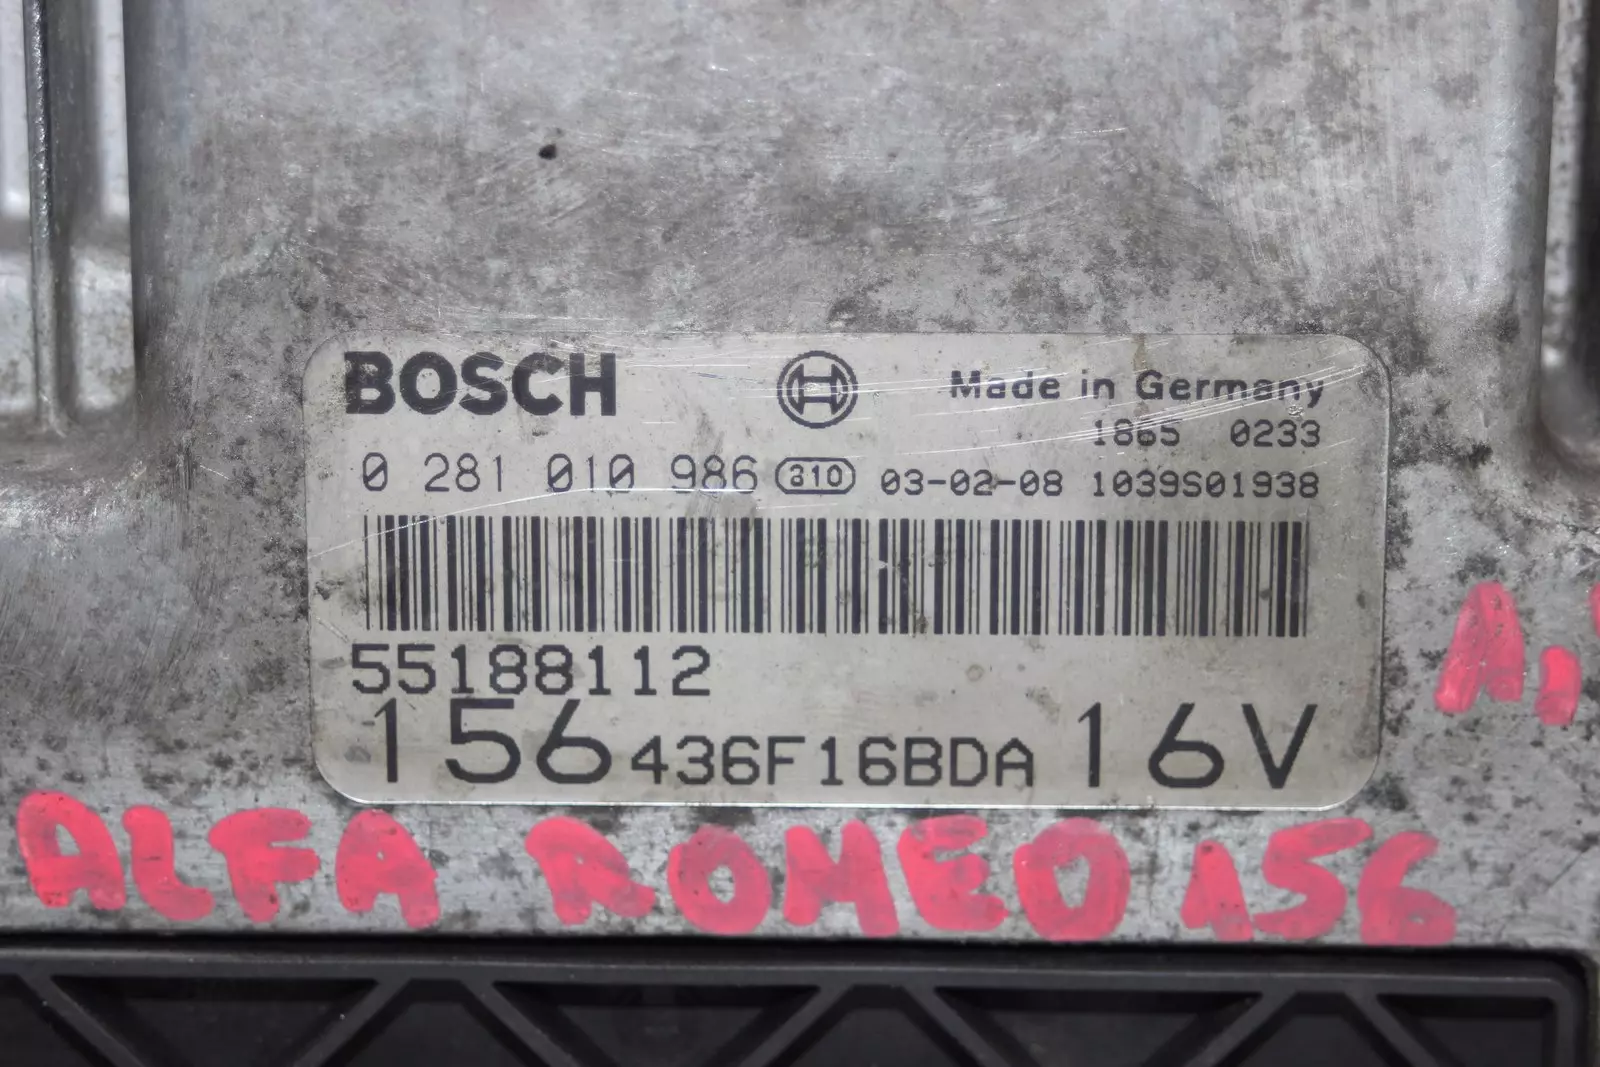 BOSCH Made in Germany
1865 0233
0 281 010 986 310 03-02-08 1039S01938
55188112
156 436F16BDA 16V
ALFA ROMEO 156